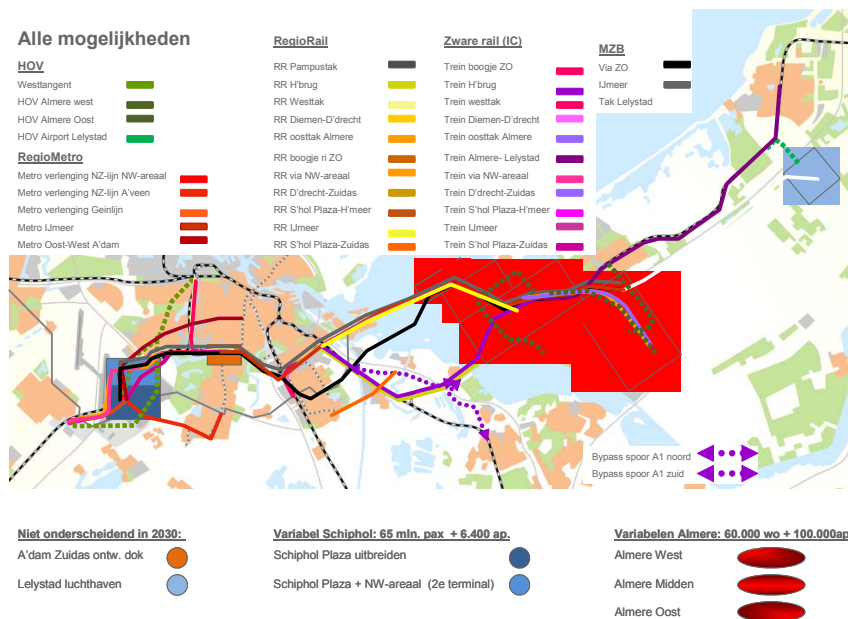 Alle mogelijkheden
HOV
Westtangent
HOV Almere west
HOV Almere Oost
HOV Airport Lelystad
RegioMetro
Metro verlenging NZ-lijn NW-areaal
Metro verlenging NZ-lijn A'veen
Metro verlenging Geinlijn
Metro IJmeer
Metro Oost-West A'dam
RegioRail
RR Pampustak
RR H'brug
RR Westtak
RR Diemen-D'drecht
RR oosttak Almere
RR boogje ri ZO
RR via NW-areaal
RR D'drecht-Zuidas
RR S'hol Plaza-H'meer
RR IJmeer
RR S'hol Plaza-Zuidas
Zware rail (IC)
Trein boogje ZO
Trein H'brug
Trein westtak
Trein Diemen-D'drecht
Trein oosttak Almere
Trein Almere- Lelystad
Trein via NW-areaal
Trein D'drecht-Zuidas
Trein S'hol Plaza-H'meer
Trein IJmeer
Trein S'hol Plaza-Zuidas
MZB
Via ZO
IJmeer
Tak Lelystad
Bypass spoor A1 noord
Bypass spoor A1 zuid
Niet onderscheidend in 2030:
A'dam Zuidas ontw. dok
Lelystad luchthaven
Variabel Schiphol: 65 mln. pax + 6.400 ap.
Schiphol Plaza uitbreiden
Schiphol Plaza + NW-areaal (2e terminal)
Variabelen Almere: 60.000 wo + 100.000ap
Almere West
Almere Midden
Almere Oost